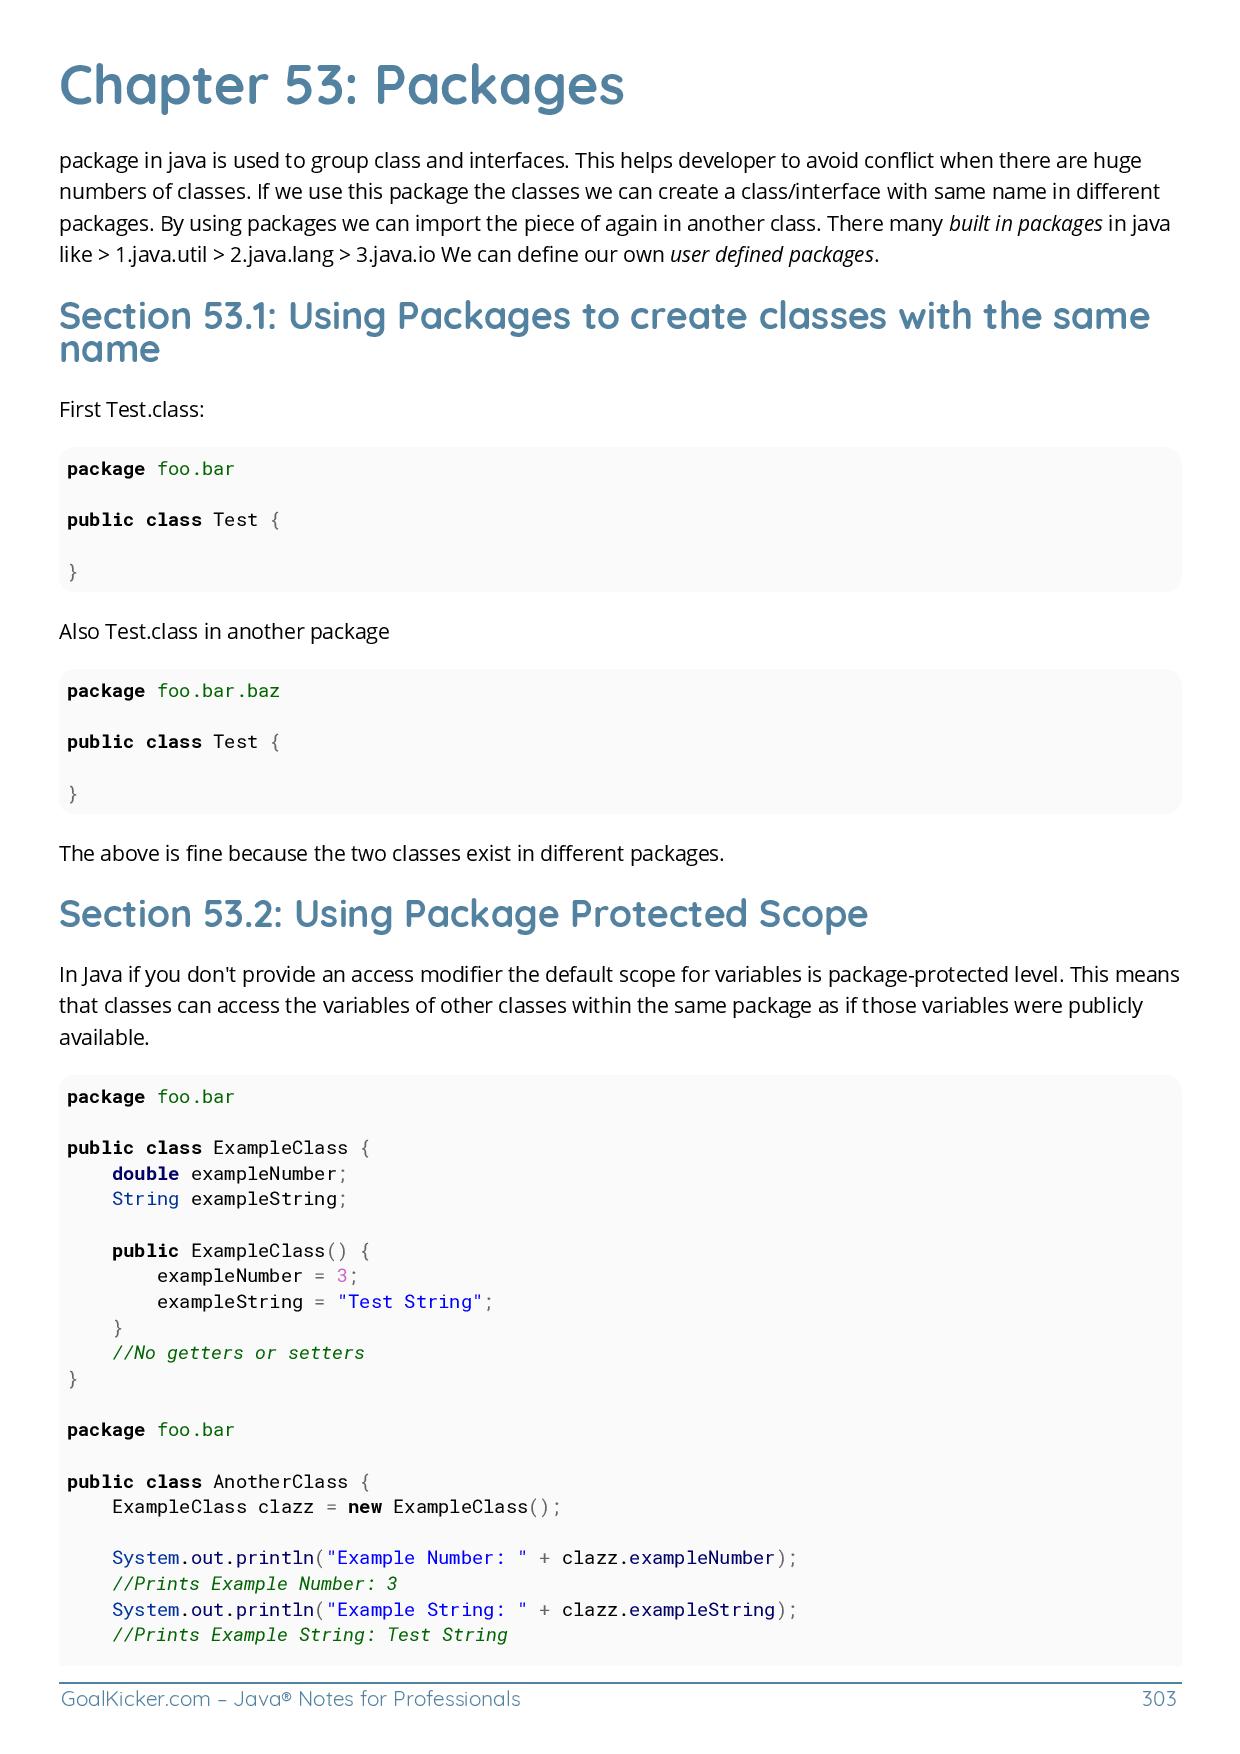 Chapter 53: Packages
package in java is used to group class and interfaces. This helps developer to avoid conflict when there are huge
numbers of classes. If we use this package the classes we can create a class/interface with same name in different
packages. By using packages we can import the piece of again in another class. There many built in packages in java
like > 1.java.util > 2.java.lang > 3.java.io We can define our own user defined packages.
Section 53.1: Using Packages to create classes with the same
name
First Test.class:
package foo.bar
public class Test {
}
Also Test.class in another package
package foo.bar.baz
public class Test {
}
The above is fine because the two classes exist in different packages.
Section 53.2: Using Package Protected Scope
In Java if you don't provide an access modifier the default scope for variables is package-protected level. This means
that classes can access the variables of other classes within the same package as if those variables were publicly
available.
package foo.bar
public class ExampleClass {
    double exampleNumber;
    String exampleString;
    public ExampleClass() {
        exampleNumber = 3;
        exampleString = "Test String";
    }
    //No getters or setters
}
package foo.bar
public class AnotherClass {
    ExampleClass clazz = new ExampleClass();
    System.out.println("Example Number: " + clazz.exampleNumber);
    //Prints Example Number: 3
    System.out.println("Example String: " + clazz.exampleString);
    //Prints Example String: Test String
GoalKicker.com – Java® Notes for Professionals 303